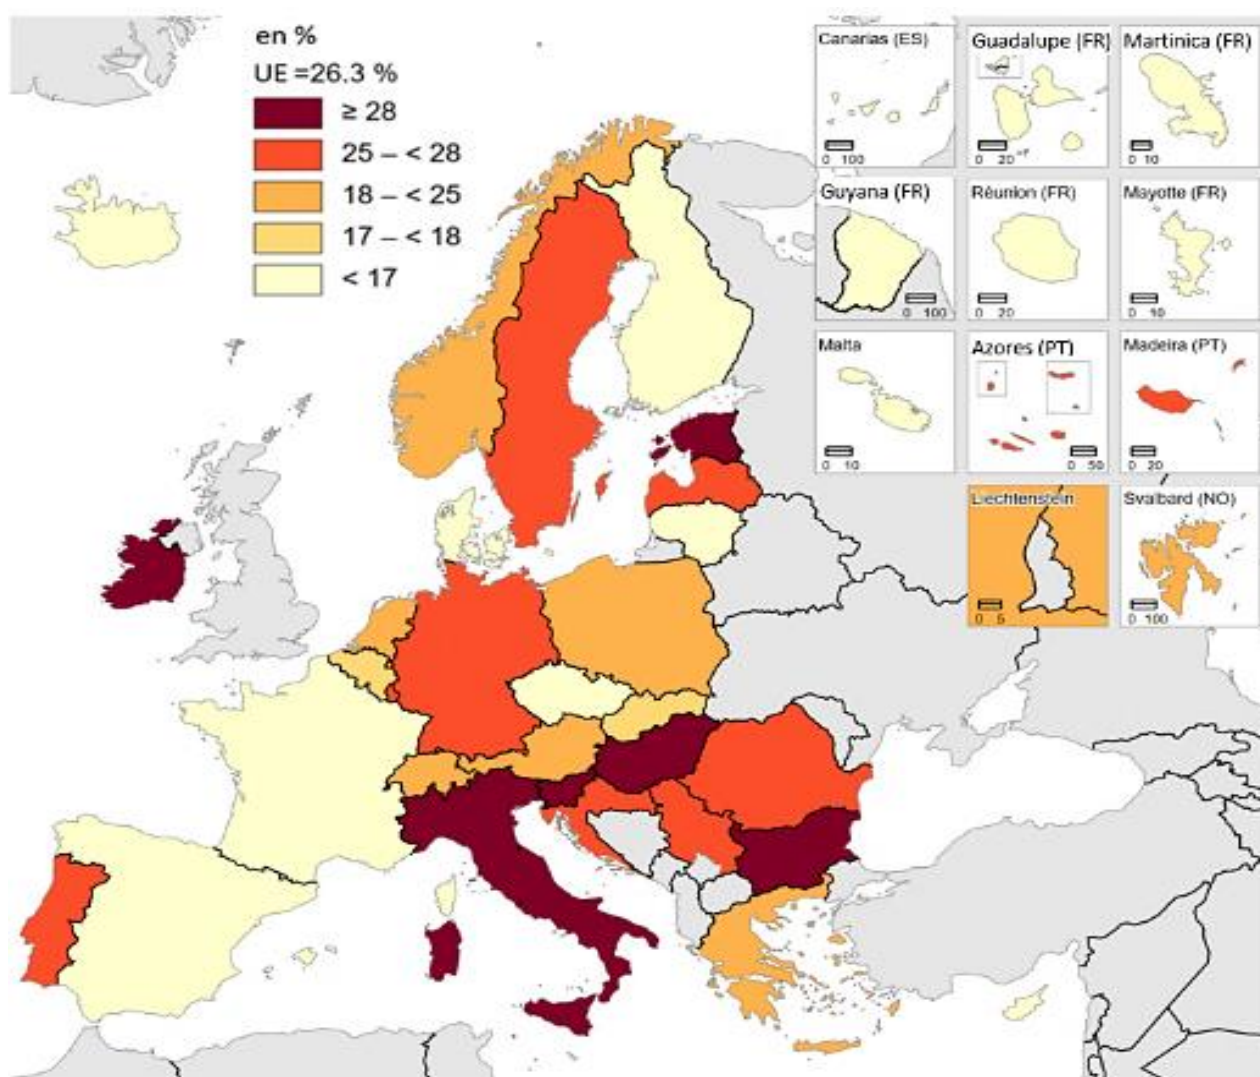 en %
UE =26.3 %
≥ 28
25 – < 28
18 – < 25
17 – < 18
< 17
Canarias (ES)
0 100
Guadalupe (FR)
0 20
Martinica (FR)
0 10
Guyana (FR)
0 100
Réunion (FR)
0 20
Mayotte (FR)
0 10
Malta
0 10
Azores (PT)
0 50
Madeira (PT)
0 20
Liechtenstein
0 5
Svalbard (NO)
0 100